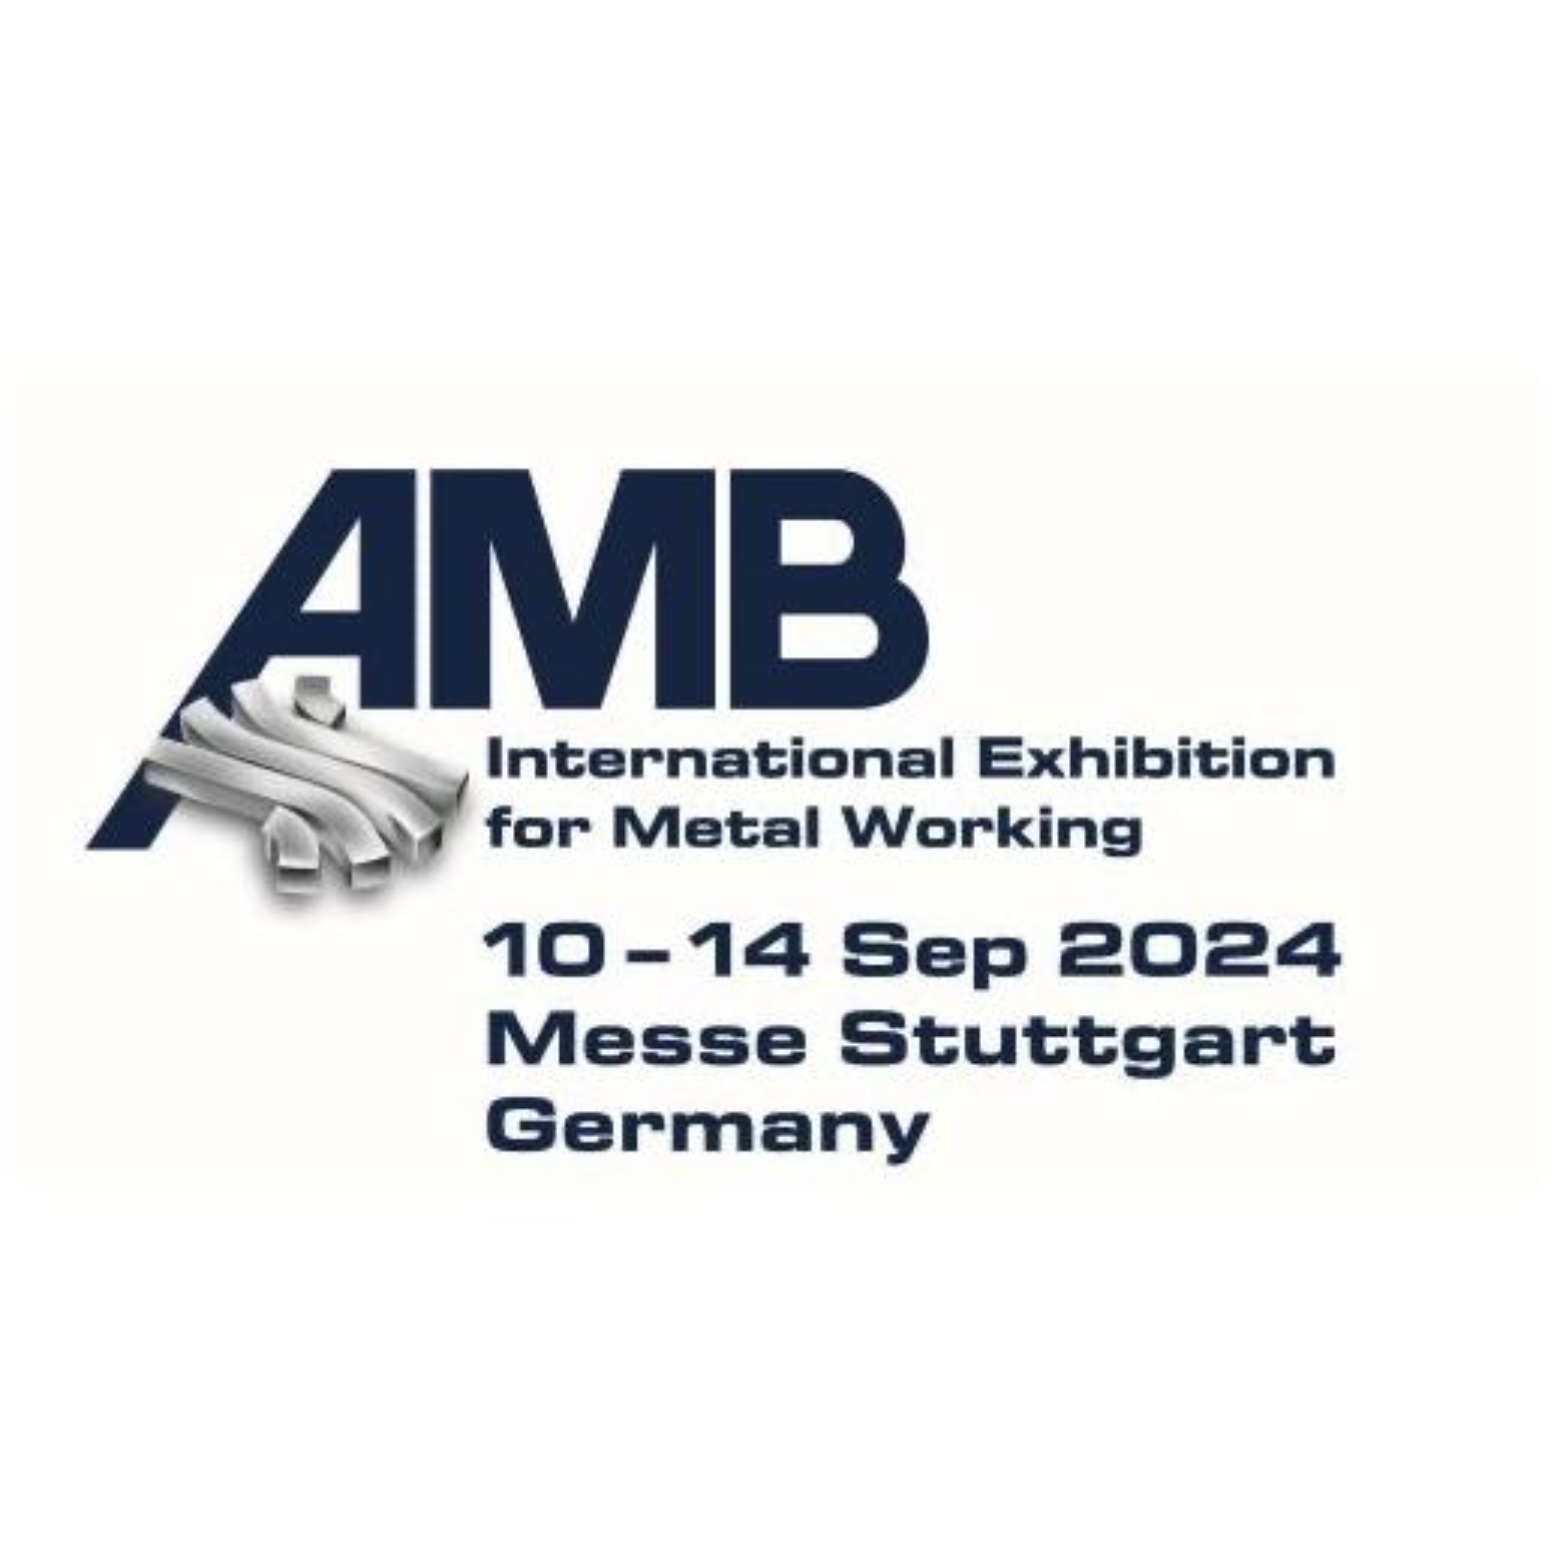 AMB
International Exhibition
for Metal Working
10 – 14 Sep 2024
Messe Stuttgart
Germany